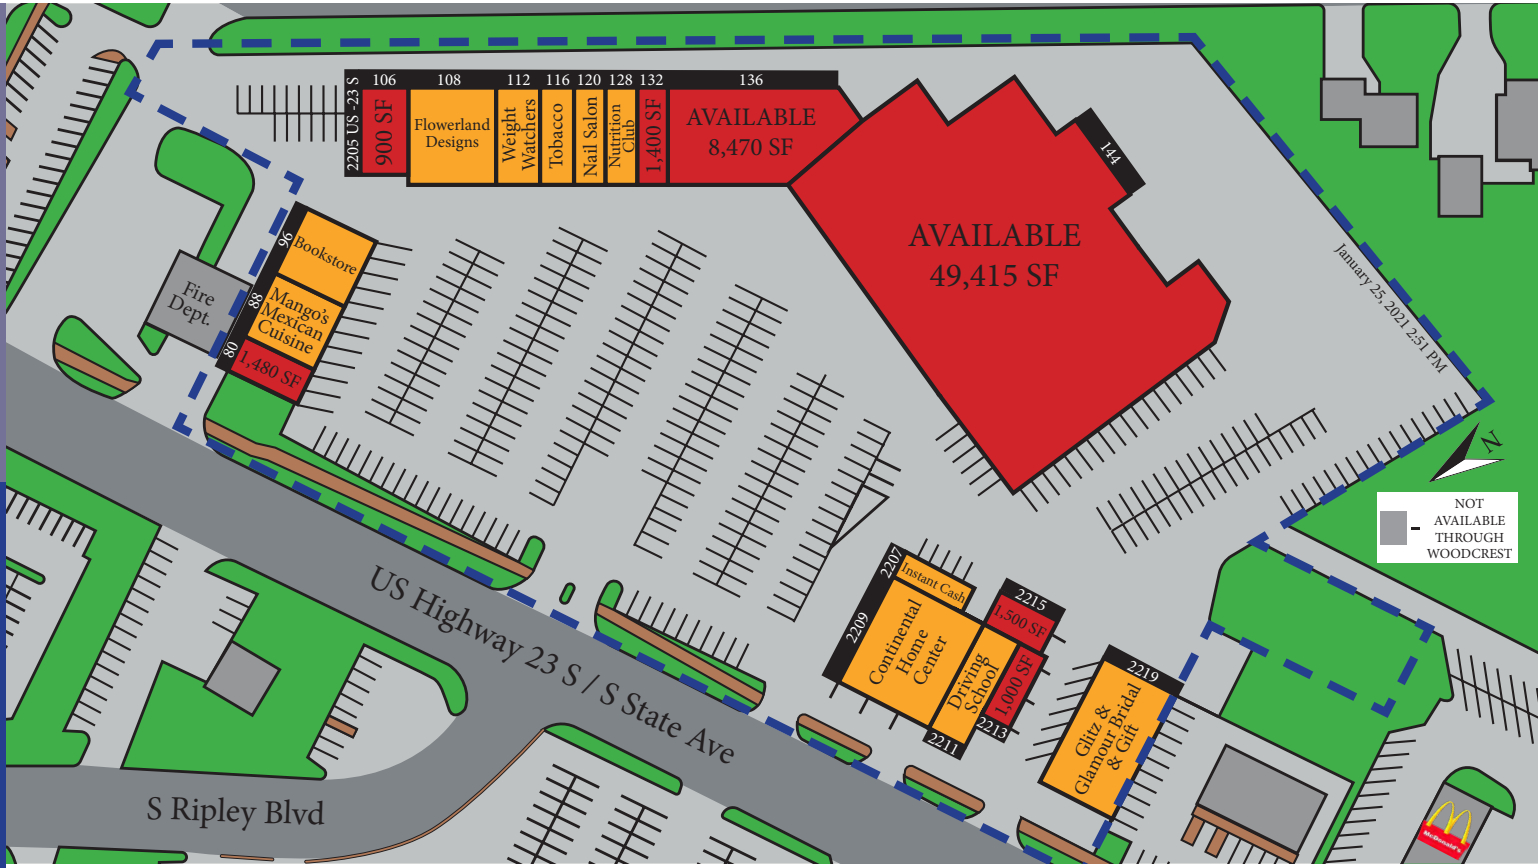 2205 US -23 S
106
108
112
116
120
128
132
136
900 SF
Flowerland
Designs
Weight
Watchers
Tobacco
Nail Salon
Nutrition
Club
1,400 SF
AVAILABLE
8,470 SF
144
AVAILABLE
49,415 SF
96
Bookstore
88
Mango's
Mexican
Cuisine
80
1,480 SF
Fire
Dept.
January 25, 2021 2:51 PM
N
NOT
AVAILABLE
THROUGH
WOODCREST
2207
Instant Cash
2209
Continental
Home
Center
2215
1,500 SF
Driving
School
1,000 SF
2213
2211
2219
Glitz &
Glamour Bridal
& Gift
US Highway 23 S / S State Ave
S Ripley Blvd
McDonald's